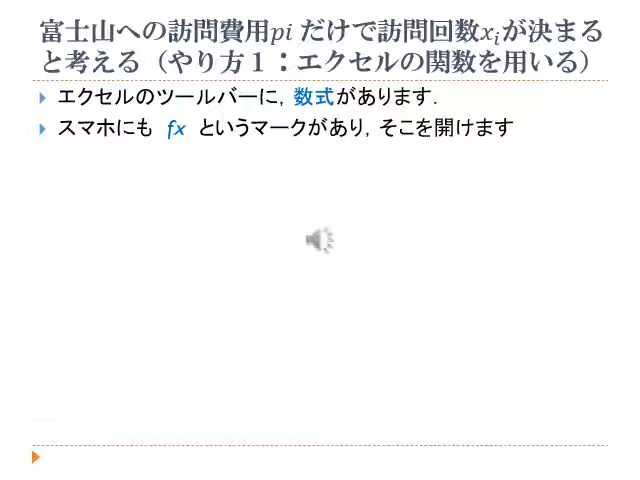 富士山への訪問費用pi だけで訪問回数xiが決まる
と考える（やり方１：エクセルの関数を用いる）
エクセルのツールバーに，数式があります．
スマホにも fx というマークがあり，そこを開けます